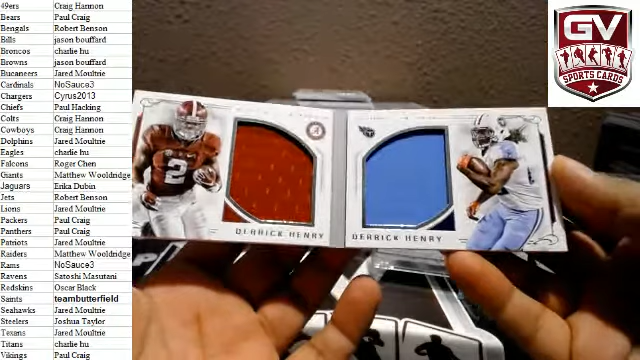 49ers Craig Hannon
Bears Paul Craig
Bengals Robert Benson
Bills jason bouffard
Broncos charlie hu
Browns jason bouffard
Bucaneers Jared Moultrie
Cardinals NoSauce3
Chargers Cyrus2013
Chiefs Paul Hacking
Colts Craig Hannon
Cowboys Craig Hannon
Dolphins Jared Moultrie
Eagles charlie hu
Falcons Roger Chen
Giants Matthew Wooldridge
Jaguars Erika Dubin
Jets Robert Benson
Lions Jared Moultrie
Packers Paul Craig
Panthers Paul Craig
Patriots Jared Moultrie
Raiders Matthew Wooldridge
Rams NoSauce3
Ravens Satoshi Masutani
Redskins Oscar Black
Saints teambutterfield
Seahawks Jared Moultrie
Steelers Joshua Taylor
Texans Jared Moultrie
Titans charlie hu
Vikings Paul Craig
2
DERRICK HENRY
DERRICK HENRY
GV
SPORTS CARDS